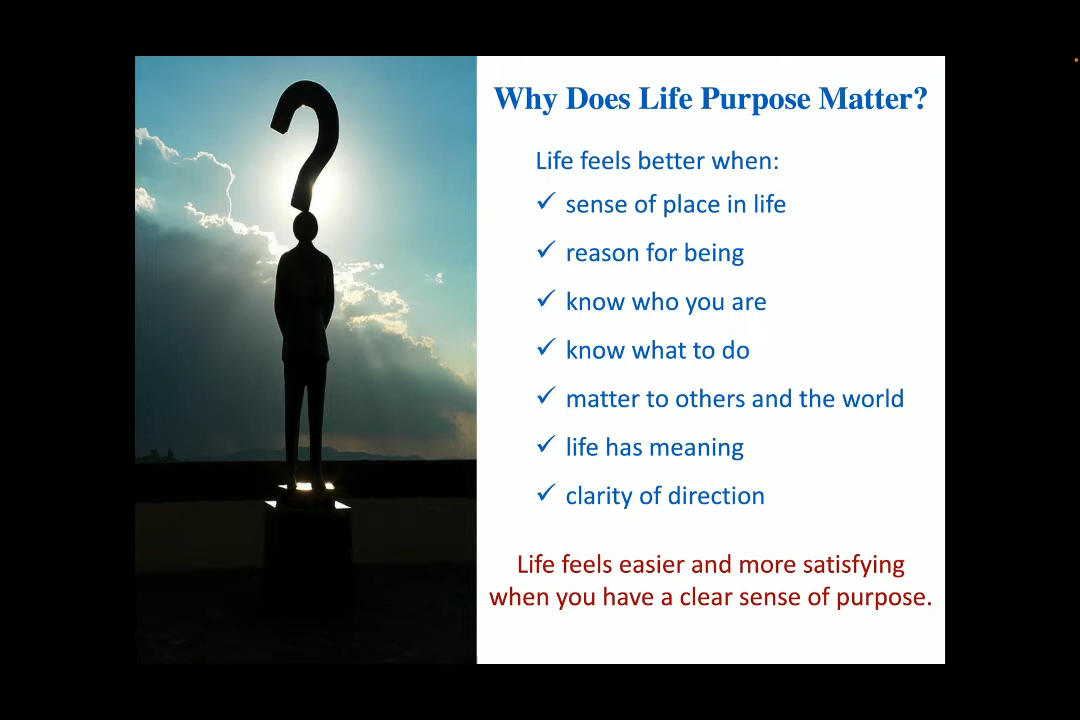 Why Does Life Purpose Matter?
Life feels better when:
✓ sense of place in life
✓ reason for being
✓ know who you are
✓ know what to do
✓ matter to others and the world
✓ life has meaning
✓ clarity of direction
Life feels easier and more satisfying
when you have a clear sense of purpose.